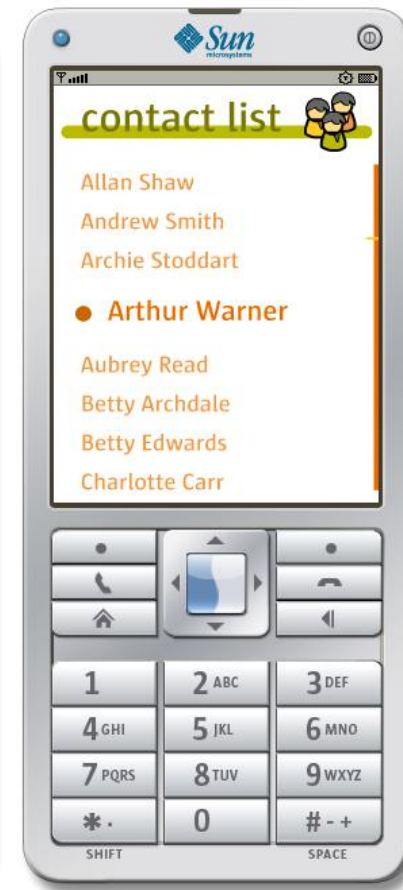 Sun
microsystems
contact list
Allan Shaw
Andrew Smith
Archie Stoddart
Arthur Warner
Aubrey Read
Betty Archdale
Betty Edwards
Charlotte Carr
1 2 ABC 3 DEF
4 GHI 5 JKL 6 MNO
7 PQRS 8 TUV 9 WXYZ
* . 0 # - +
SHIFT SPACE